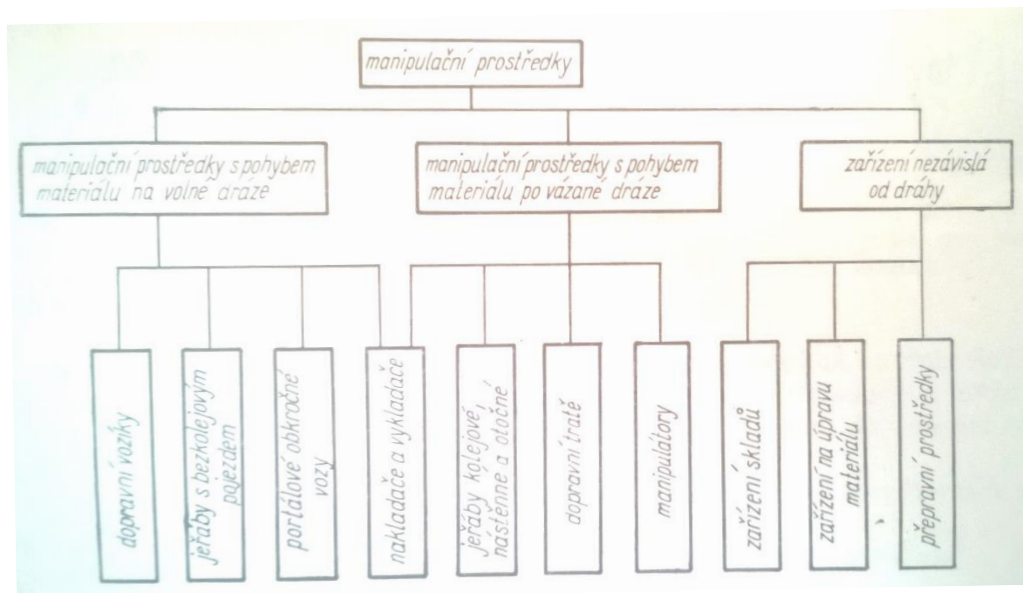 manipulační prostředky
manipulační prostředky s pohybem
materiálu na volné dráze
manipulační prostředky s pohybem
materiálu po vázané dráze
zařízení nezávislá
od dráhy
dopravní vozíky
jeřáby s bezkolejovým
pojezdem
portálové obkročné
vozy
nakladače a vykladače
jeřáby kolejové,
nástěnné a otočné
dopravní tratě
manipulátory
zařízení skladů
zařízení na úpravu
materiálu
přepravní prostředky